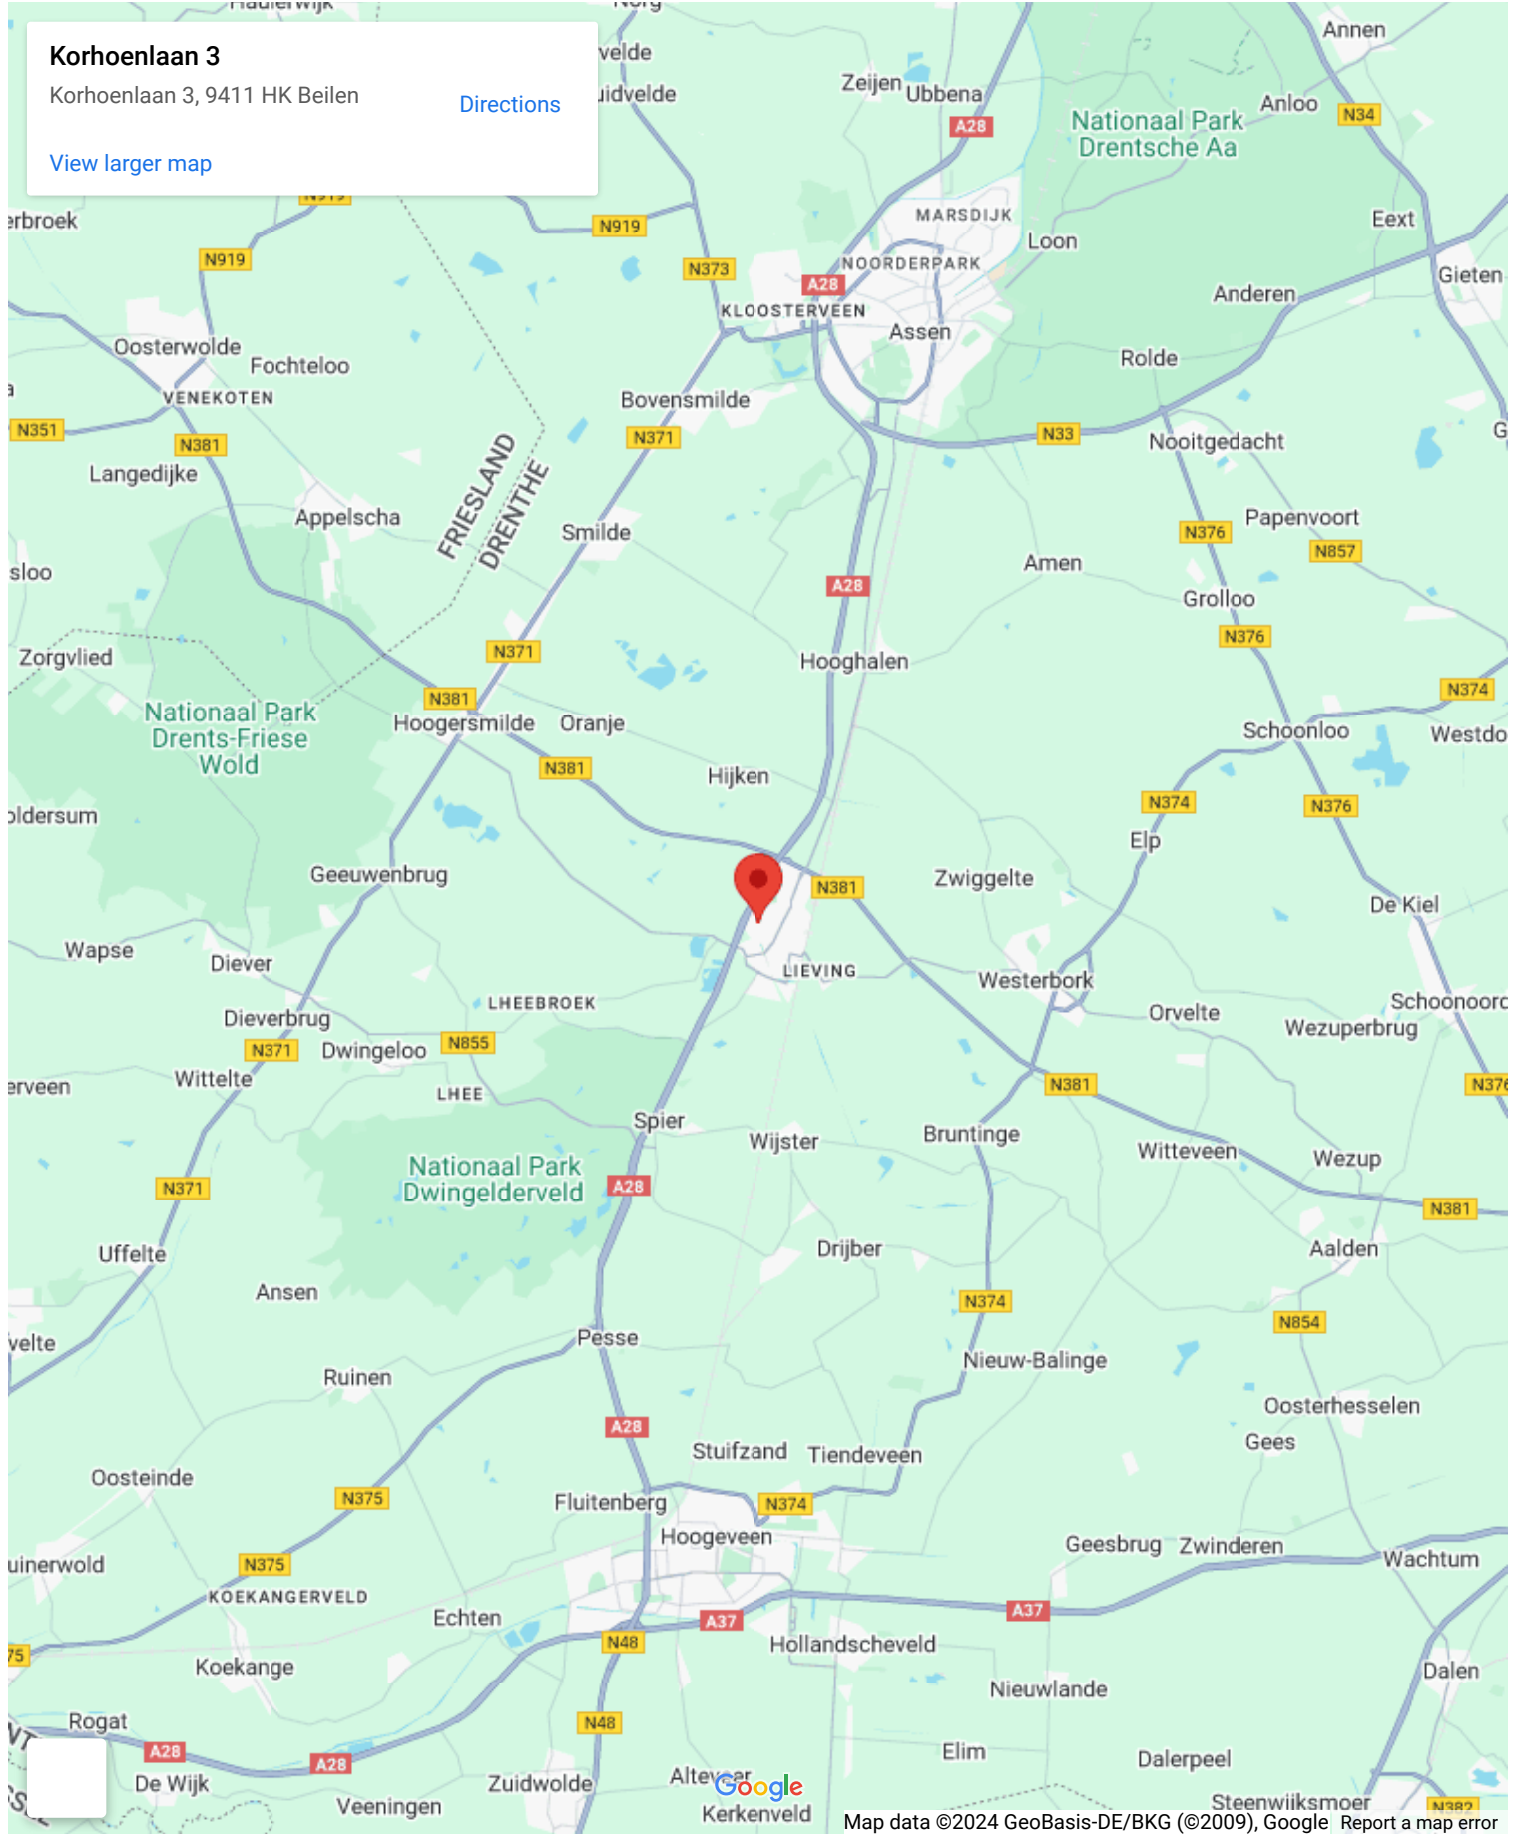 Haulerwijk
Norg
Korhoenlaan 3
Korhoenlaan 3, 9411 HK Beilen
Directions
View larger map
velde
uidvelde
Zeijen
Ubbena
Annen
Anloo
N34
A28
Nationaal Park
Drentsche Aa
N919
erbroek
N919
N919
MARSDIJK
Loon
Eext
N373
NOORDERPARK
A28
KLOOSTERVEEN
Assen
Gieten
Anderen
Oosterwolde
Fochteloo
VENEKOTEN
Rolde
Bovensmilde
N351
N381
N371
N33
Nooitgedacht
G
Langedijke
FRIESLAND
DRENTHE
Appelscha
Smilde
Papenvoort
N376
N857
sloo
Amen
A28
Grolloo
N376
Zorgvlied
N371
Hooghalen
N381
N374
Nationaal Park
Drents-Friese
Wold
Hoogersmilde
Oranje
Schoonloo
Westdo
N381
Hijken
N374
N376
oldersum
Elp
Geeuwenbrug
N381
Zwiggelte
De Kiel
Wapse
Diever
LIEVING
Westerbork
LHEEBROEK
Schoonoord
Dieverbrug
Orvelte
Wezuperbrug
N371
Dwingeloo
N855
erveen
Wittelte
LHEE
N381
N376
Spier
Wijster
Bruntinge
Witteveen
Wezup
Nationaal Park
Dwingelderveld
N371
A28
N381
Uffelte
Drijber
Aalden
Ansen
N374
N854
velte
Pesse
Nieuw-Balinge
Ruinen
Oosterhesselen
A28
Gees
Stuifzand
Tiendeveen
Oosteinde
N375
Fluitenberg
N374
Hoogeveen
Geesbrug
Zwinderen
Wachtum
uinerwold
N375
KOEKANGERVELD
Echten
A37
A37
N48
Hollandscheveld
75
Koekange
Dalen
Nieuwlande
Rogat
N48
A28
A28
Elim
Dalerpeel
De Wijk
Zuidwolde
Alteveer
Google
Veeningen
Kerkenveld
Steenwijksmoer
N382
Map data ©2024 GeoBasis-DE/BKG (©2009), Google
Report a map error